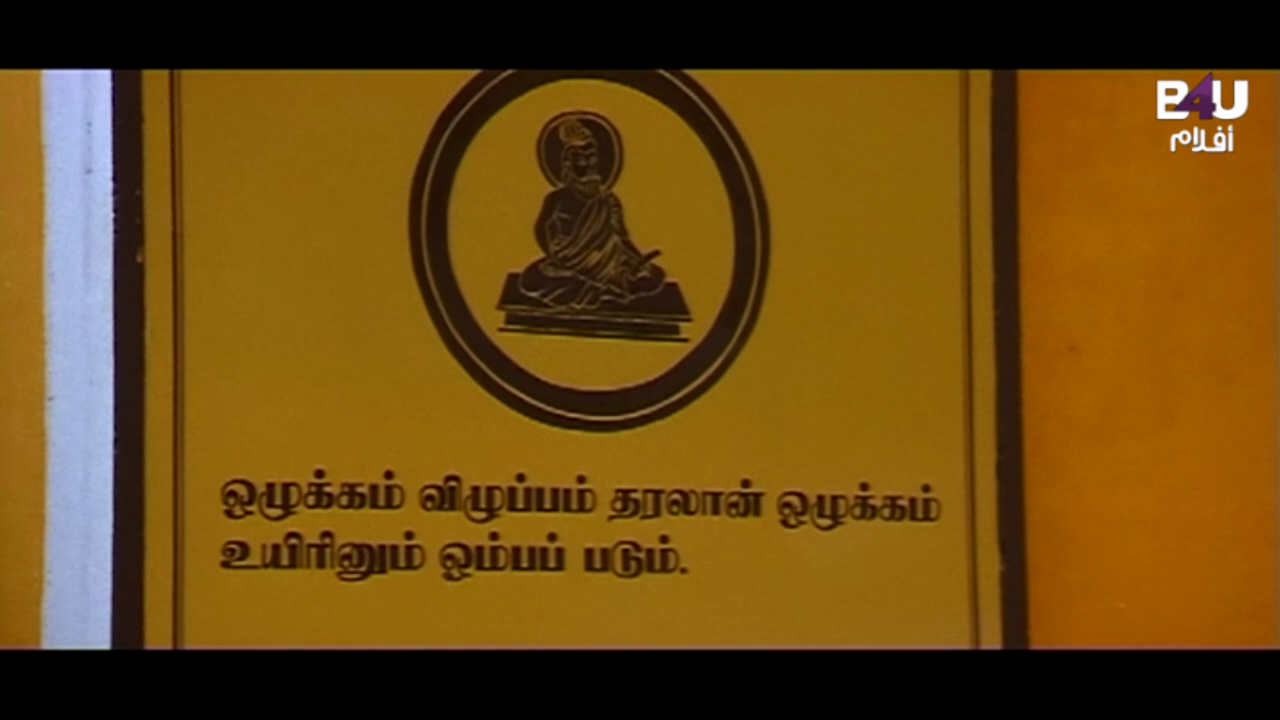 B4U
أفلام
ஒழுக்கம் விழுப்பம் தரலான் ஒழுக்கம்
உயிரினும் ஓம்பப் படும்.